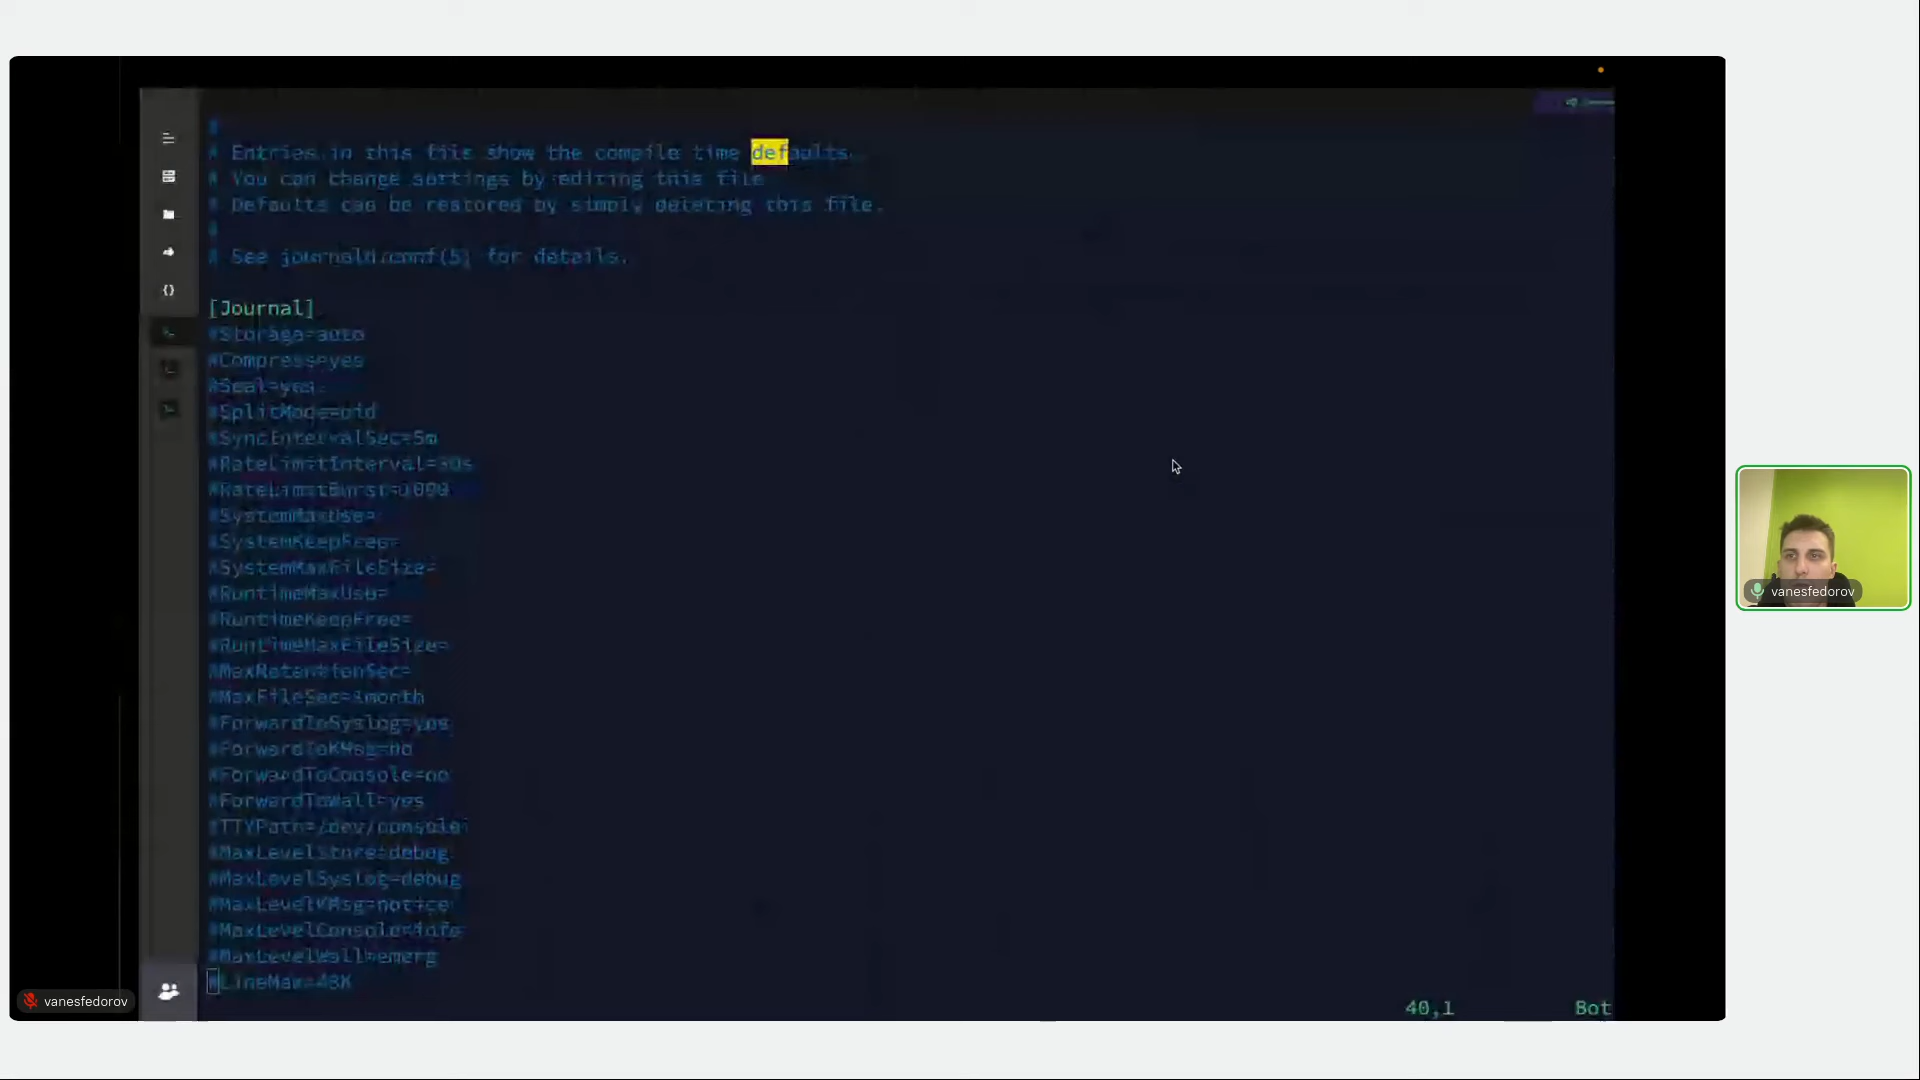 #
# Entries in this file show the compile time defaults.
# You can change settings by editing this file
# Defaults can be restored by simply deleting this file.
#
# See journald.conf(5) for details.
[Journal]
#Storage=auto
#Compress=yes
#Seal=yes
#SplitMode=uid
#SyncIntervalSec=5m
#RateLimitInterval=30s
#RateLimitBurst=1000
#SystemMaxUse=
#SystemKeepFree=
#SystemMaxFileSize=
#RuntimeMaxUse=
#RuntimeKeepFree=
#RuntimeMaxFileSize=
#MaxRetentionSec=
#MaxFileSec=1month
#ForwardToSyslog=yes
#ForwardToKMsg=no
#ForwardToConsole=no
#ForwardToWall=yes
#TTYPath=/dev/console
#MaxLevelStore=debug
#MaxLevelSyslog=debug
#MaxLevelKMsg=notice
#MaxLevelConsole=info
#MaxLevelWall=emerg
#LineMax=48K
40,1 Bot
vanesfedorov
vanesfedorov